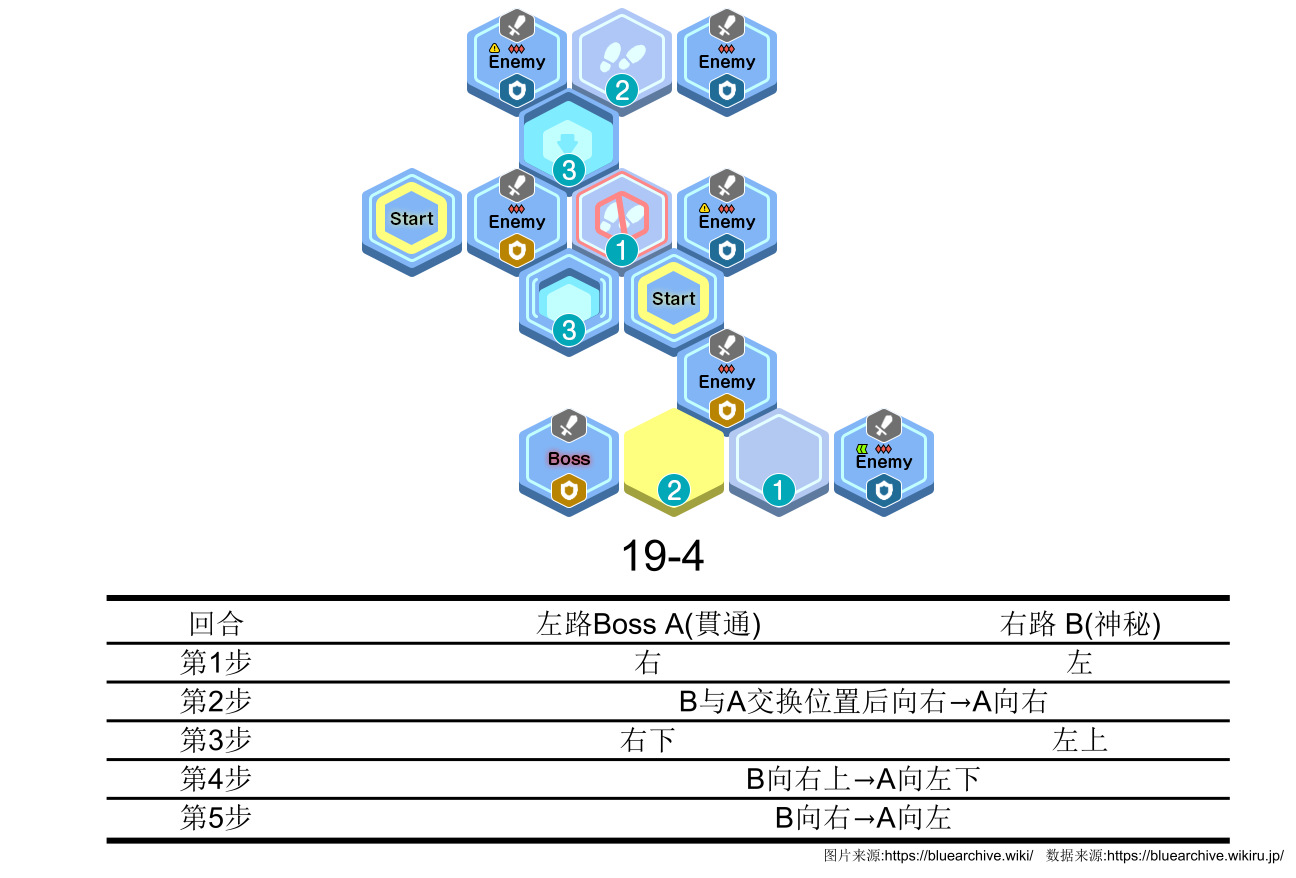 Enemy
2
Enemy
3
Start
Enemy
1
Enemy
3
Start
Enemy
Boss
2
1
Enemy
19-4
回合 左路Boss A(貫通) 右路 B(神秘)
第1步 右 左
第2步 B与A交换位置后向右→A向右
第3步 右下 左上
第4步 B向右上→A向左下
第5步 B向右→A向左
图片来源:https://bluearchive.wiki/ 数据来源:https://bluearchive.wikiru.jp/